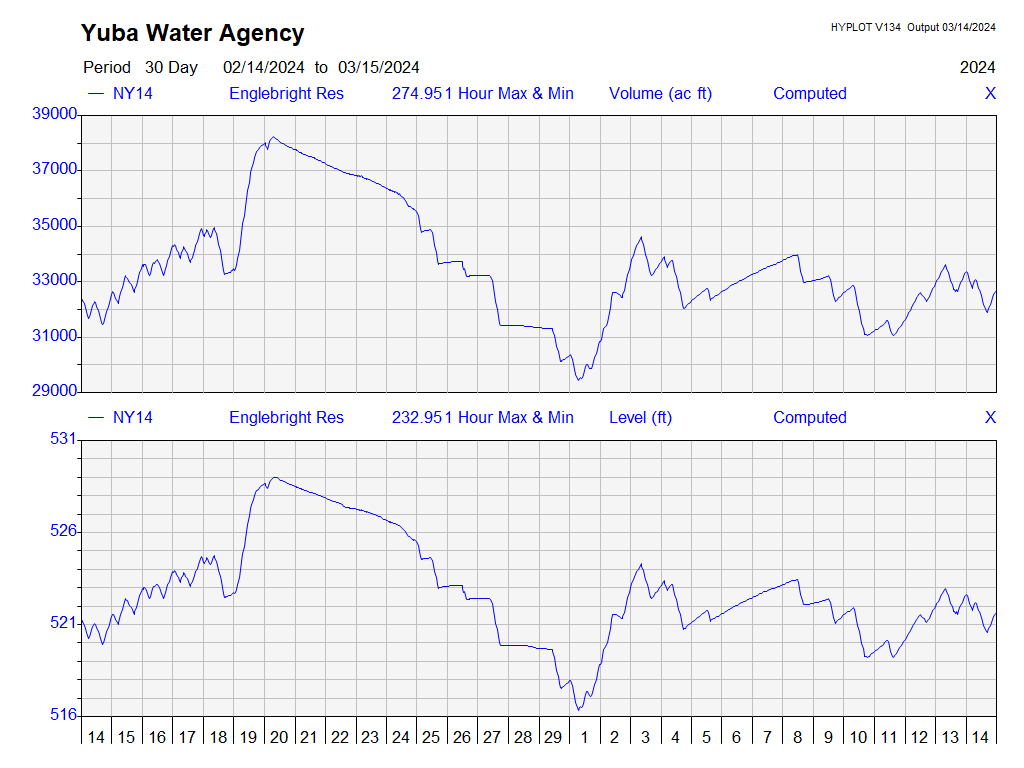 Yuba Water Agency
HYPLOT V134 Output 03/14/2024
Period 30 Day 02/14/2024 to 03/15/2024 2024
NY14 Englebright Res 274.951 Hour Max & Min Volume (ac ft) Computed X
39000
37000
35000
33000
31000
29000
NY14 Englebright Res 232.951 Hour Max & Min Level (ft) Computed X
531
526
521
516
14 15 16 17 18 19 20 21 22 23 24 25 26 27 28 29 1 2 3 4 5 6 7 8 9 10 11 12 13 14